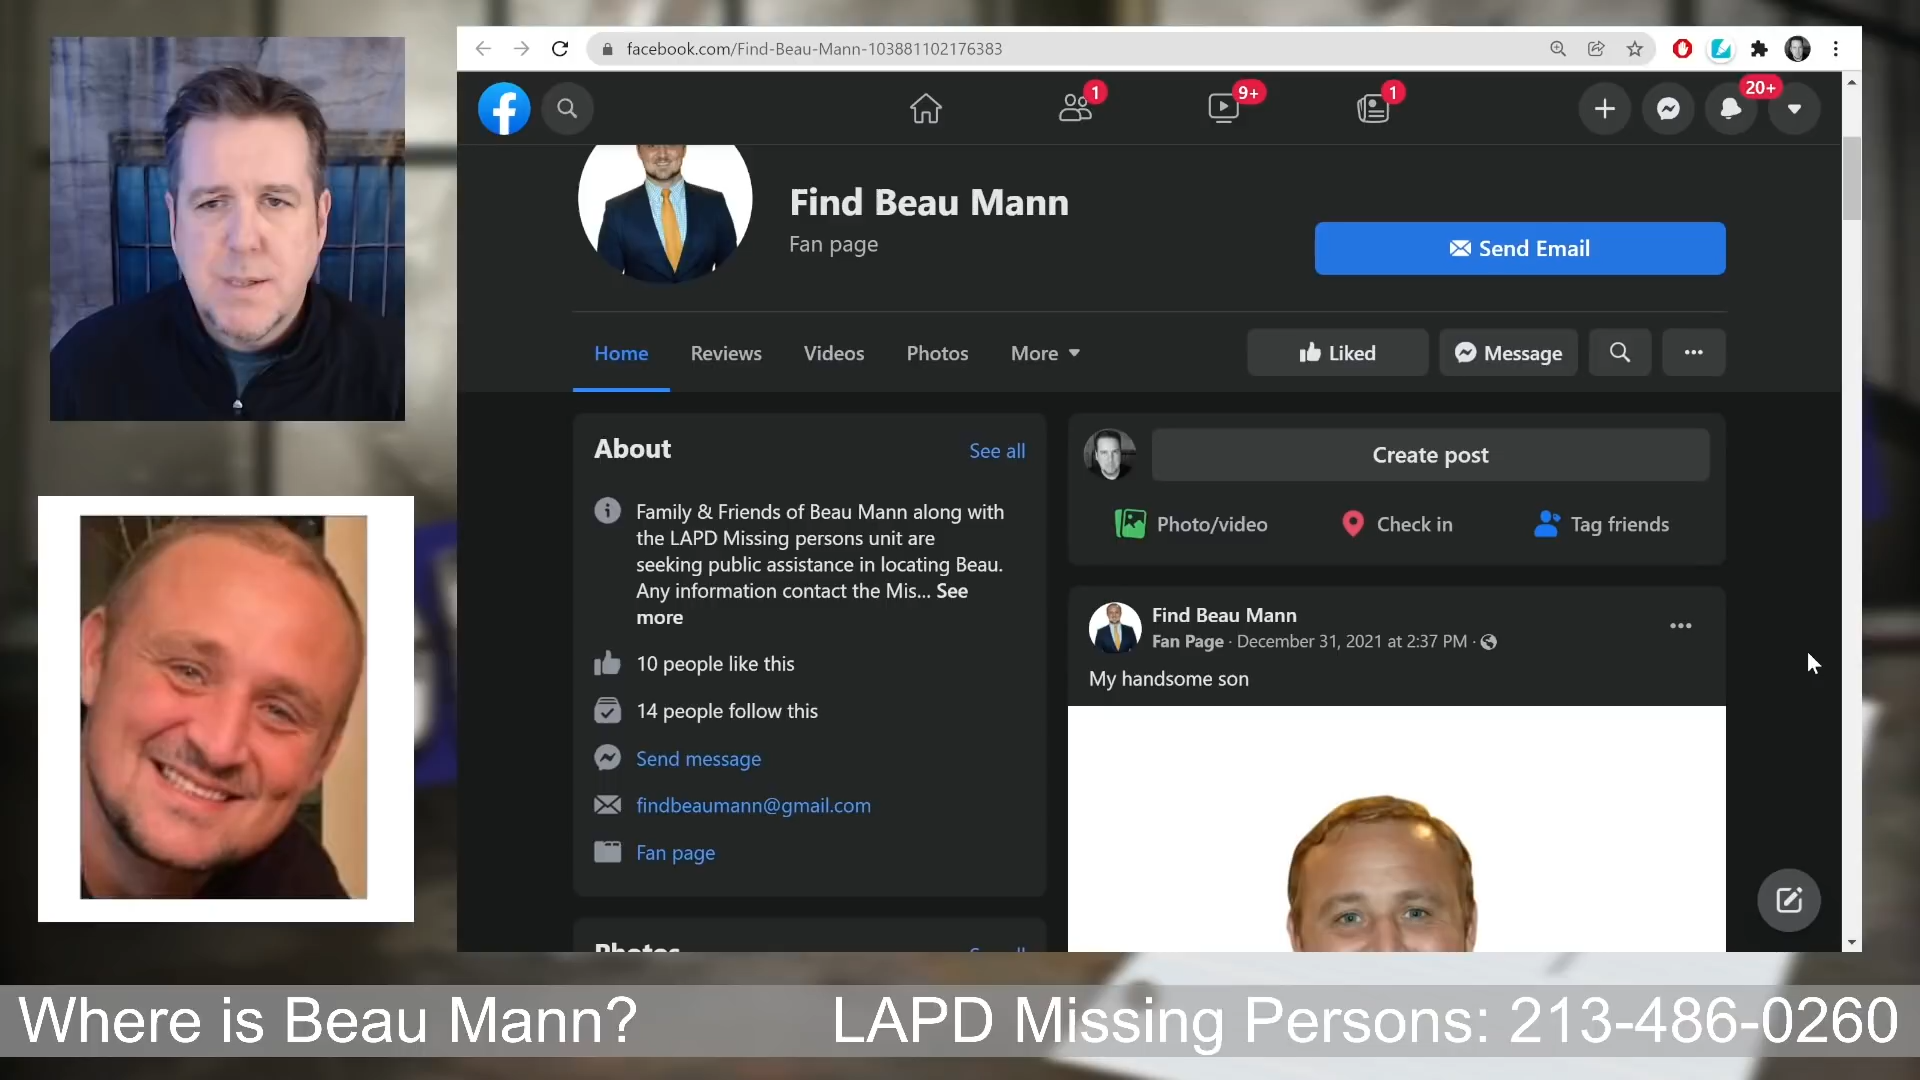 facebook.com/Find-Beau-Mann-103881102176383
1
9+
1
20+
Find Beau Mann
Fan page
Send Email
Home
Reviews
Videos
Photos
More
Liked
Message
About
See all
Family & Friends of Beau Mann along with
the LAPD Missing persons unit are
seeking public assistance in locating Beau.
Any information contact the Mis... See
more
10 people like this
14 people follow this
Send message
findbeaumann@gmail.com
Fan page
Photos
See all
Create post
Photo/video
Check in
Tag friends
Find Beau Mann
Fan Page · December 31, 2021 at 2:37 PM ·
My handsome son
Where is Beau Mann?
LAPD Missing Persons: 213-486-0260